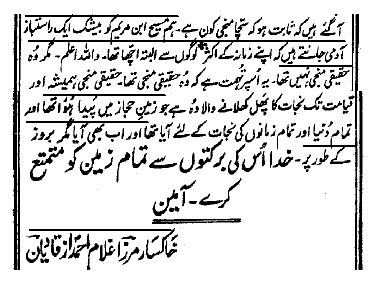 آگئے ہیں کہ ثابت ہو کہ سچا منجی کون ہے۔ ہم مسیح ابن مریم کو بیشک ایک راستباز
آدمی جانتے ہیں کہ اپنے زمانہ کے اکثر لوگوں سے البتہ اچھا تھا۔ واللہ اعلم۔ مگر وہ
حقیقی منجی نہیں تھا۔ یہ اُسپر تہمت ہے کہ وہ حقیقی منجی تھا۔ حقیقی منجی ہمیشہ اور
قیامت تک نجات کا پھل کھلانے والا وہ ہے جو زمین حجاز میں پیدا ہوا تھا اور
تمام دُنیا اور تمام زمانوں کی نجات کے لئے آیا تھا اور اب بھی آیا مگر بروز
کے طور پر۔ خدا اُس کی برکتوں سے تمام زمین کو متمتع
کرے۔ آمین
خاکسار مرزا غلام احمد از قادیان